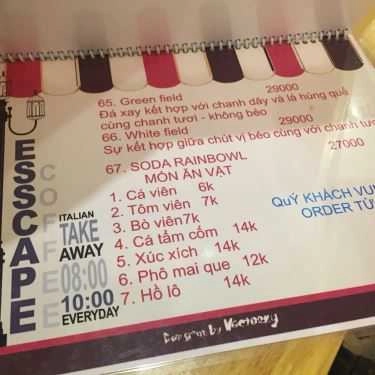 65. Green field 29000
Đá xay kết hợp với chanh dây và lá húng quế
cùng chanh tươi - không béo 29000
66. White field
Sự kết hợp giữa chút vị béo cùng với chanh tươi
27000
67. SODA RAINBOWL
MÓN ĂN VẶT
1. Cá viên 6k
2. Tôm viên 7k
3. Bò viên 7k
4. Cá tẩm cốm 14k
5. Xúc xích 14k
6. Phô mai que 12k
7. Hồ lô 14k
QUÝ KHÁCH VUI
ORDER TỪ
ESSCAPE
COFFEE
ITALIAN
TAKE
AWAY
08:00
10:00
EVERYDAY